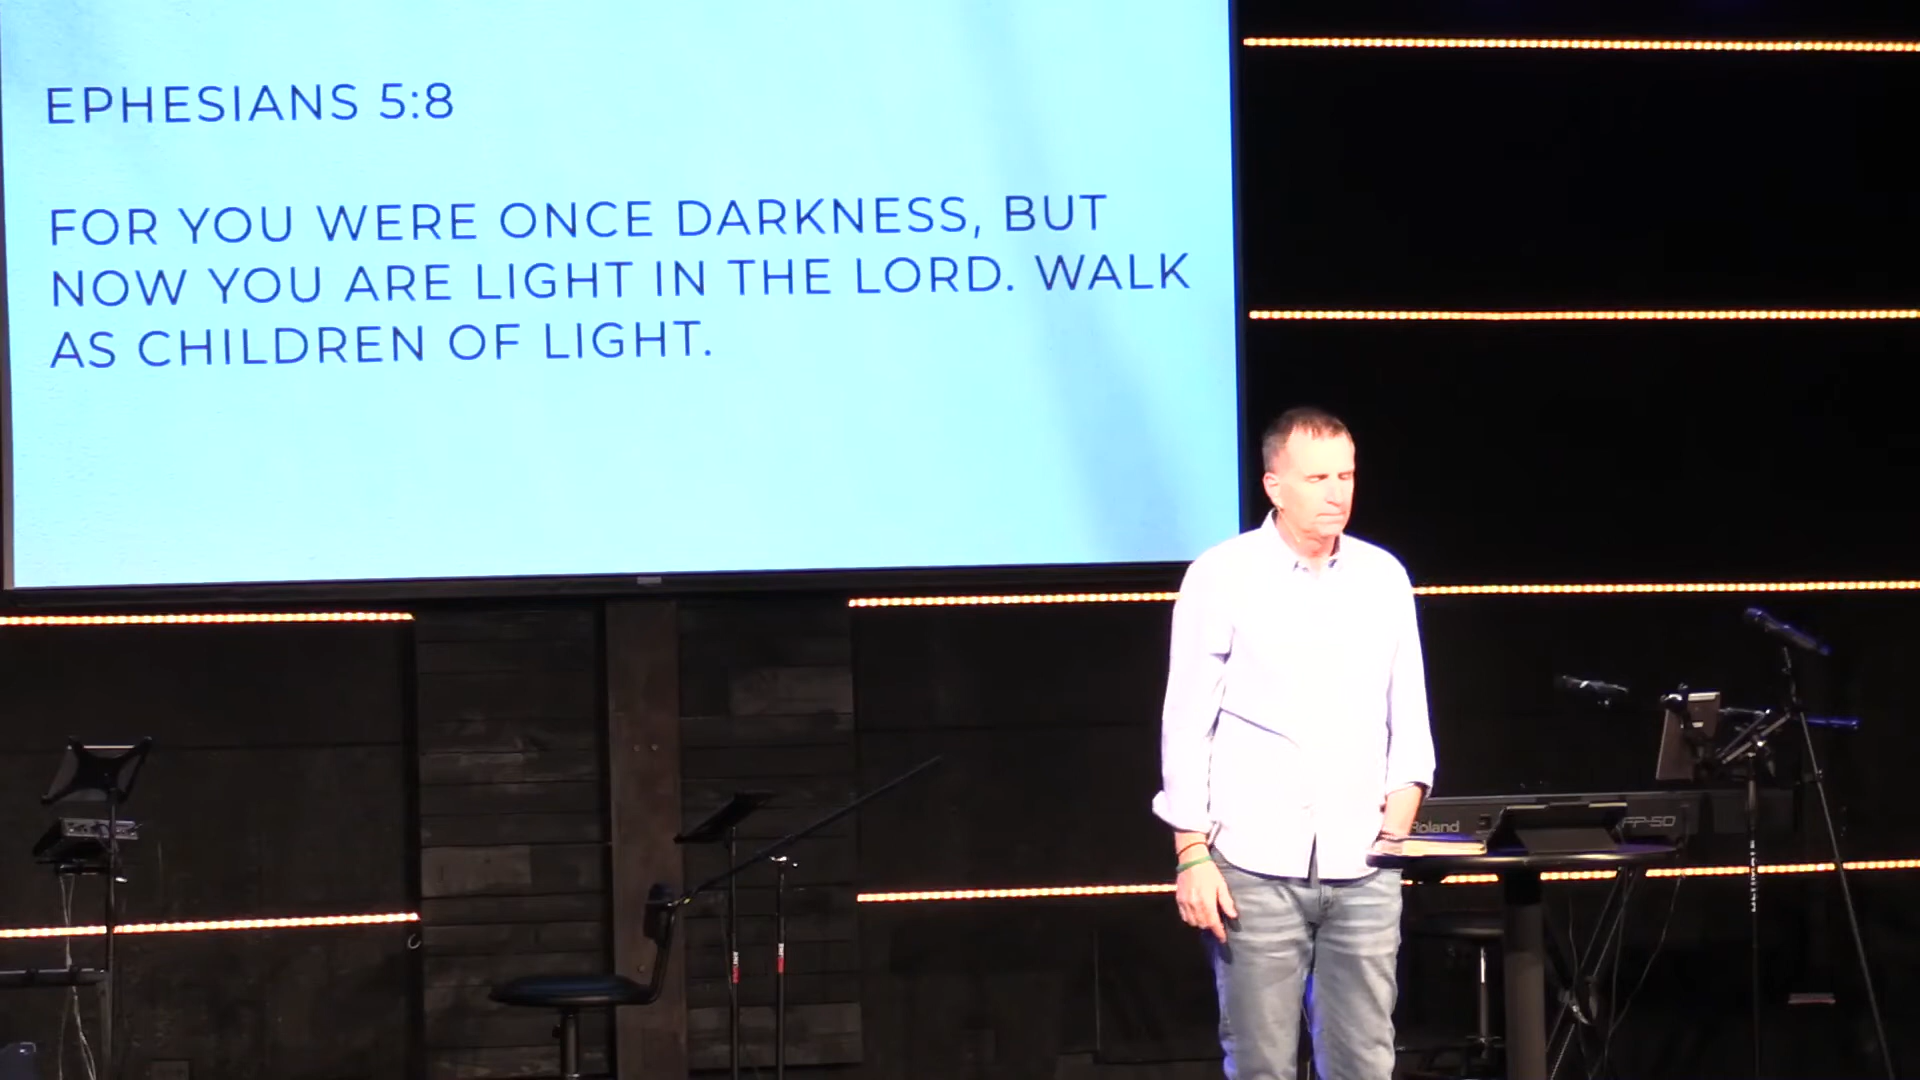 EPHESIANS 5:8
FOR YOU WERE ONCE DARKNESS, BUT
NOW YOU ARE LIGHT IN THE LORD. WALK
AS CHILDREN OF LIGHT.
Roland FP-50